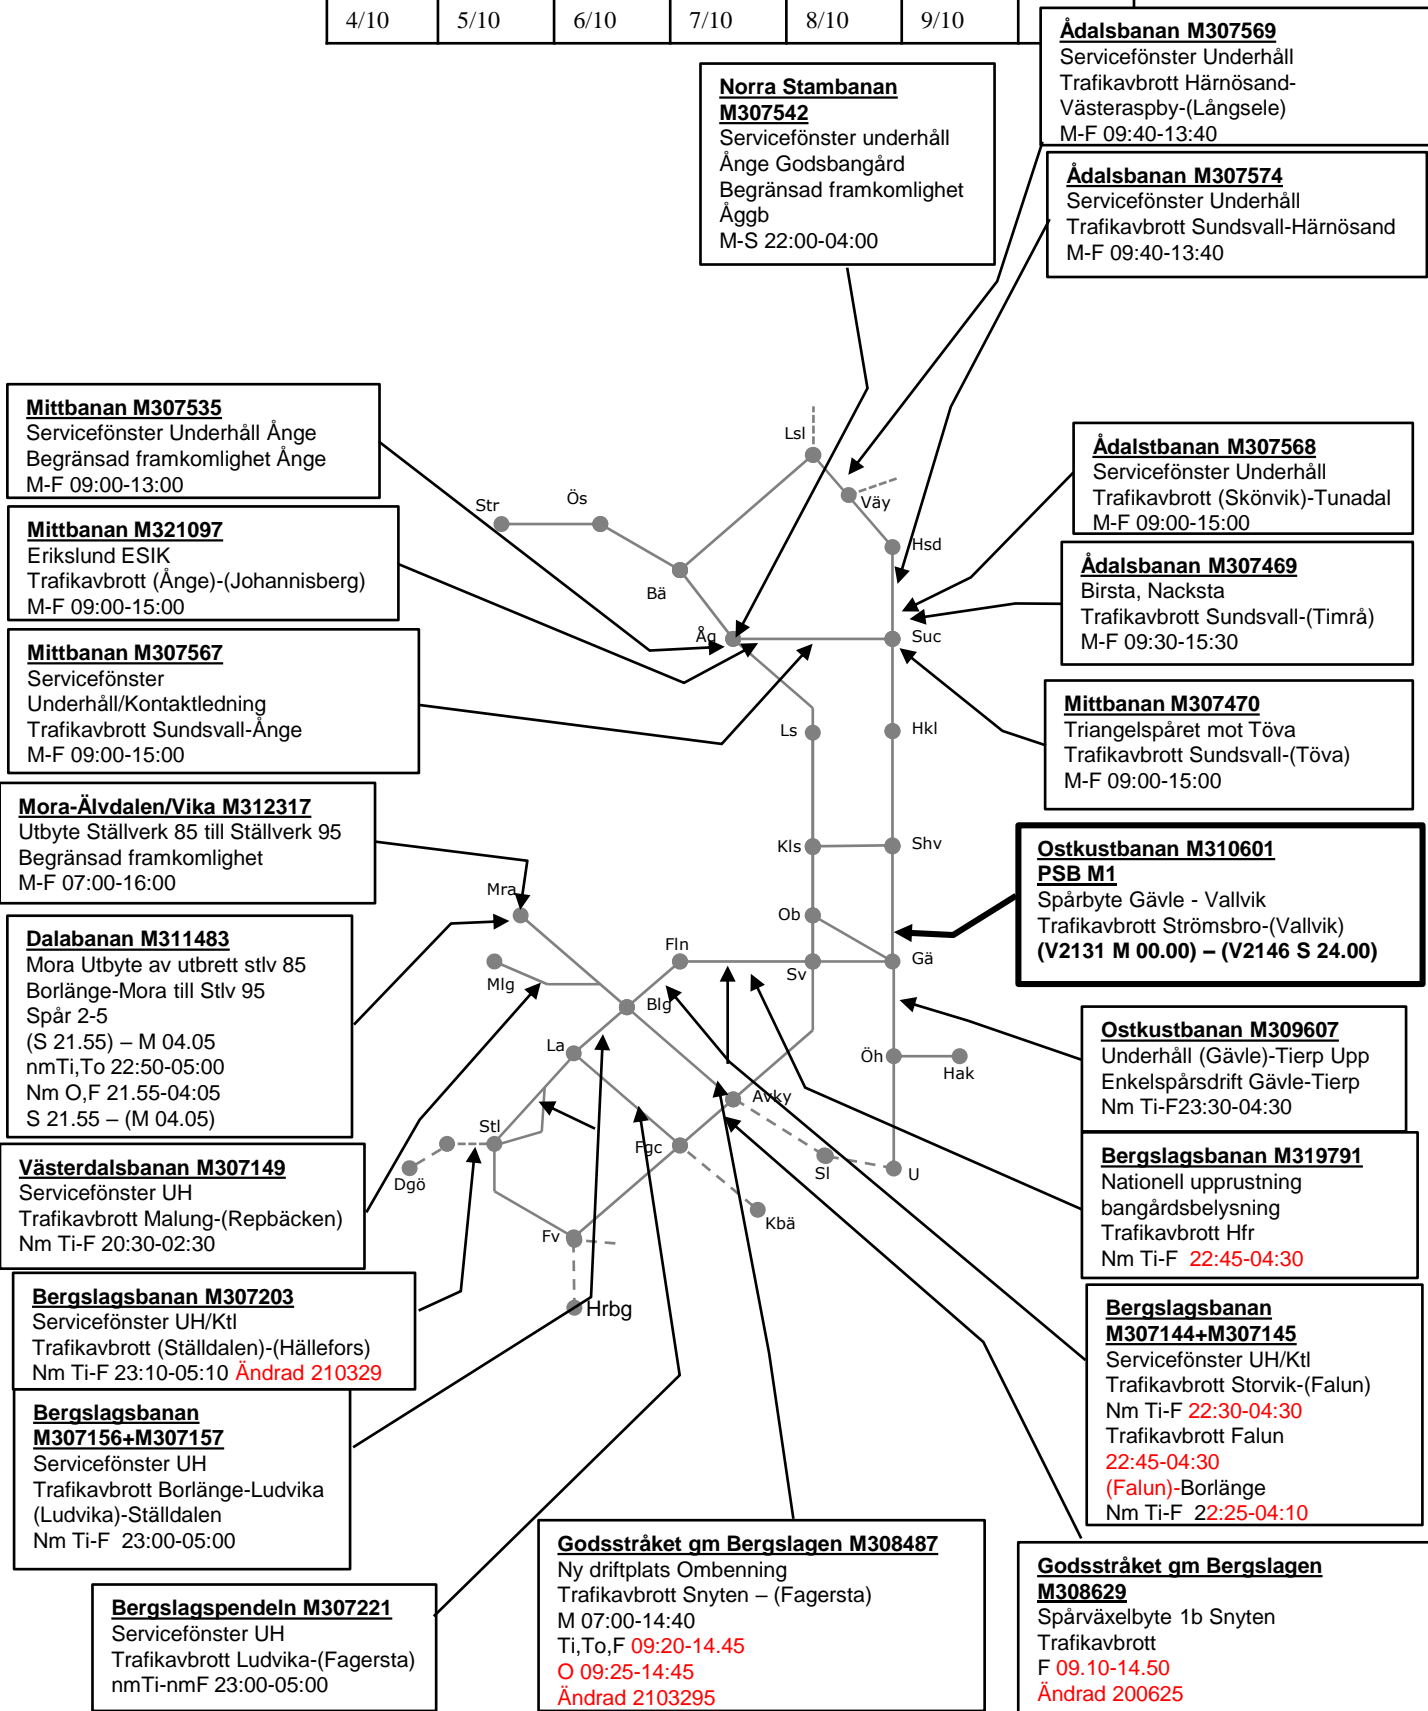 4/10 5/10 6/10 7/10 8/10 9/10
Ådalsbanan M307569
Servicefönster Underhåll
Trafikavbrott Härnösand-
Västeraspby-(Långsele)
M-F 09:40-13:40
Norra Stambanan
M307542
Servicefönster underhåll
Ånge Godsbangård
Begränsad framkomlighet
Åggb
M-S 22:00-04:00
Ådalsbanan M307574
Servicefönster Underhåll
Trafikavbrott Sundsvall-Härnösand
M-F 09:40-13:40
Mittbanan M307535
Servicefönster Underhåll Ånge
Begränsad framkomlighet Ånge
M-F 09:00-13:00
Mittbanan M321097
Erikslund ESIK
Trafikavbrott (Ånge)-(Johannisberg)
M-F 09:00-15:00
Mittbanan M307567
Servicefönster
Underhåll/Kontaktledning
Trafikavbrott Sundsvall-Ånge
M-F 09:00-15:00
Mora-Älvdalen/Vika M312317
Utbyte Ställverk 85 till Ställverk 95
Begränsad framkomlighet
M-F 07:00-16:00
Dalabanan M311483
Mora Utbyte av utbrett stlv 85
Borlänge-Mora till Stlv 95
Spår 2-5
(S 21.55) – M 04.05
nmTi,To 22:50-05:00
Nm O,F 21.55-04:05
S 21.55 – (M 04.05)
Västerdalsbanan M307149
Servicefönster UH
Trafikavbrott Malung-(Repbäcken)
Nm Ti-F 20:30-02:30
Bergslagsbanan M307203
Servicefönster UH/Ktl
Trafikavbrott (Ställdalen)-(Hällefors)
Nm Ti-F 23:10-05:10 Ändrad 210329
Bergslagsbanan
M307156+M307157
Servicefönster UH
Trafikavbrott Borlänge-Ludvika
(Ludvika)-Ställdalen
Nm Ti-F  23:00-05:00
Bergslagspendeln M307221
Servicefönster UH
Trafikavbrott Ludvika-(Fagersta)
nmTi-nmF 23:00-05:00
Lsl
Väy
Str
Ös
Hsd
Bä
Åg
Suc
Ls
Hkl
Kls
Shv
Mra
Ob
Fln
Mlg
Sv
Gä
Blg
La
Öh
Hak
Avky
Stl
Fgc
Dgö
Sl
U
Kbä
Fv
Hrbg
Ådalstbanan M307568
Servicefönster Underhåll
Trafikavbrott (Skönvik)-Tunadal
M-F 09:00-15:00
Ådalsbanan M307469
Birsta, Nacksta
Trafikavbrott Sundsvall-(Timrå)
M-F 09:30-15:30
Mittbanan M307470
Triangelspåret mot Töva
Trafikavbrott Sundsvall-(Töva)
M-F 09:00-15:00
Ostkustbanan M310601
PSB M1
Spårbyte Gävle - Vallvik
Trafikavbrott Strömsbro-(Vallvik)
(V2131 M 00.00) – (V2146 S 24.00)
Ostkustbanan M309607
Underhåll (Gävle)-Tierp Upp
Enkelspårsdrift Gävle-Tierp
Nm Ti-F23:30-04:30
Bergslagsbanan M319791
Nationell upprustning
bangårdsbelysning
Trafikavbrott Hfr
Nm Ti-F  22:45-04:30
Bergslagsbanan
M307144+M307145
Servicefönster UH/Ktl
Trafikavbrott Storvik-(Falun)
Nm Ti-F 22:30-04:30
Trafikavbrott Falun
22:45-04:30
(Falun)-Borlänge
Nm Ti-F  22:25-04:10
Godsstråket gm Bergslagen M308487
Ny driftplats Ombenning
Trafikavbrott Snyten – (Fagersta)
M 07:00-14:40
Ti,To,F 09:20-14.45
O 09:25-14:45
Ändrad 2103295
Godsstråket gm Bergslagen
M308629
Spårväxelbyte 1b Snyten
Trafikavbrott
F 09.10-14.50
Ändrad 200625